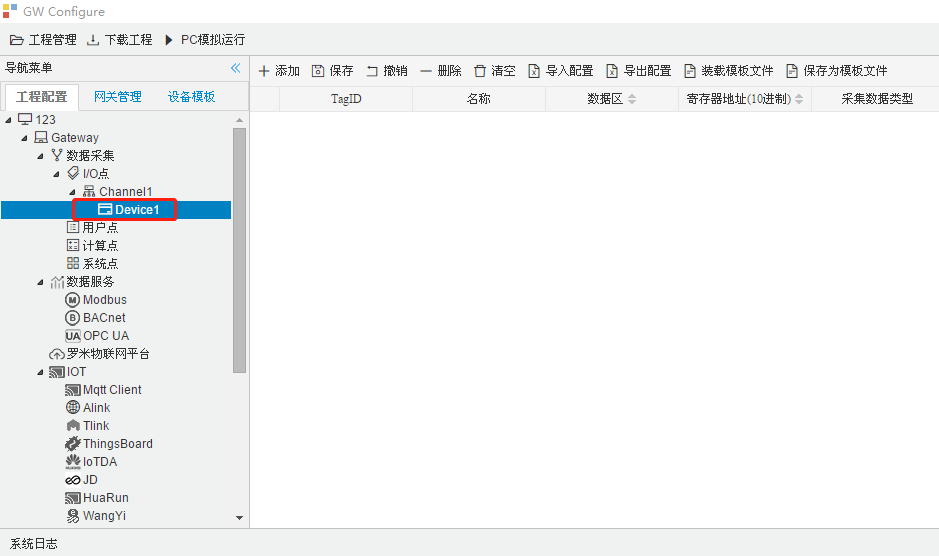 GW Configure
工程管理 下载工程 PC模拟运行
导航菜单
添加 保存 撤销 删除 清空 导入配置 导出配置 装载模板文件 保存为模板文件
工程配置 网关管理 设备模板
TagID 名称 数据区 寄存器地址(10进制) 采集数据类型
123
Gateway
数据采集
I/O点
Channel1
Device1
用户点
计算点
系统点
数据服务
Modbus
BACnet
UA OPC UA
罗米物联网平台
IOT
Mqtt Client
Alink
Tlink
ThingsBoard
IoTDA
JD
HuaRun
WangYi
系统日志